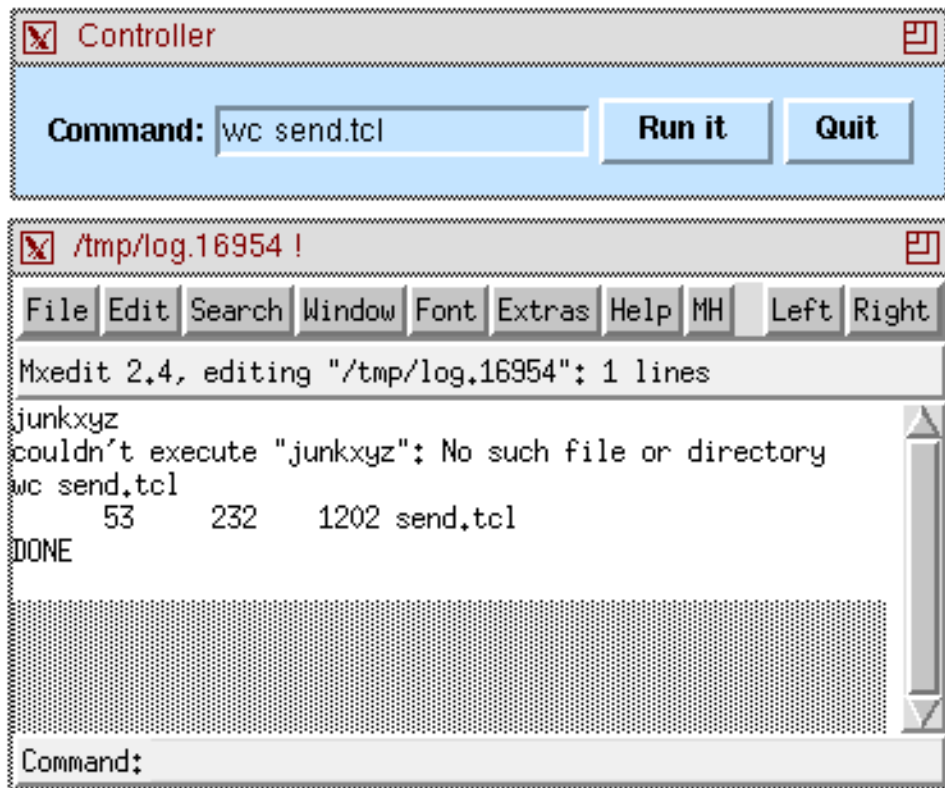 Controller
Command: wc send.tcl Run it Quit
/tmp/log.16954 !
File Edit Search Window Font Extras Help MH Left Right
Mxedit 2.4, editing "/tmp/log.16954": 1 lines
junkxyz
couldn't execute "junkxyz": No such file or directory
wc send.tcl
      53     232    1202 send.tcl
DONE
Command: